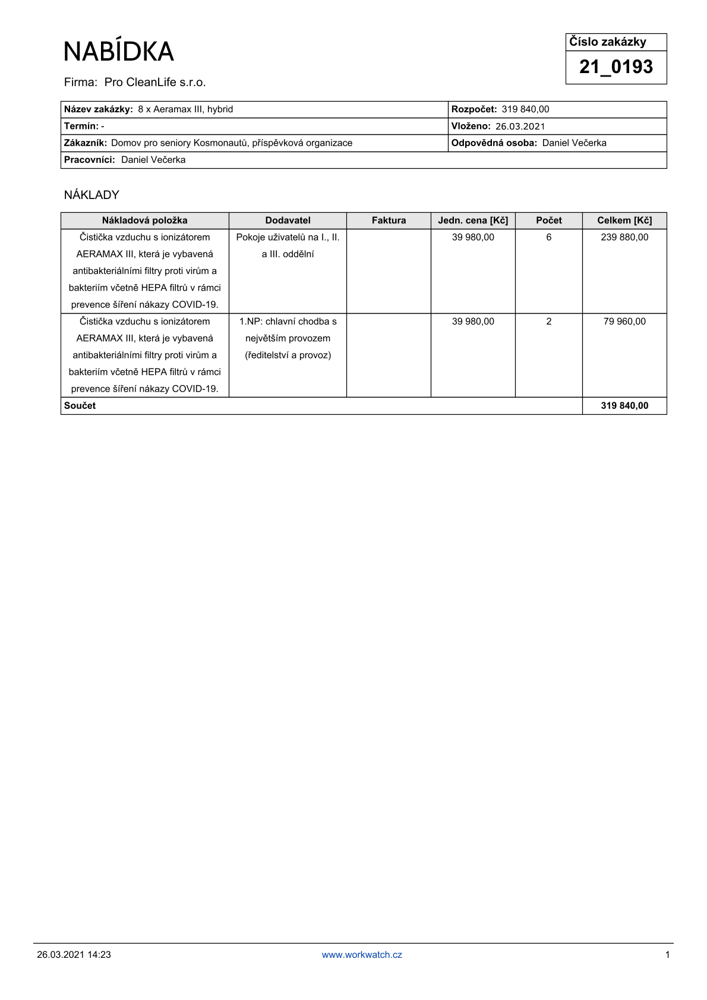 NABÍDKA
Číslo zakázky
21_0193
Firma: Pro CleanLife s.r.o.
Název zakázky: 8 x Aeramax III, hybrid
Rozpočet: 319 840,00
Termín: -
Vloženo: 26.03.2021
Zákazník: Domov pro seniory Kosmonautů, příspěvková organizace
Odpovědná osoba: Daniel Večerka
Pracovníci: Daniel Večerka
NÁKLADY
Nákladová položka Dodavatel Faktura Jedn. cena [Kč] Počet Celkem [Kč]
Čistička vzduchu s ionizátorem Pokoje uživatelů na I., II. 39 980,00 6 239 880,00
AERAMAX III, která je vybavená a III. oddělní
antibakteriálními filtry proti virům a
bakteriím včetně HEPA filtrů v rámci
prevence šíření nákazy COVID-19.
Čistička vzduchu s ionizátorem 1.NP: chlavní chodba s 39 980,00 2 79 960,00
AERAMAX III, která je vybavená největším provozem
antibakteriálními filtry proti virům a (ředitelství a provoz)
bakteriím včetně HEPA filtrů v rámci
prevence šíření nákazy COVID-19.
Součet 319 840,00
26.03.2021 14:23 www.workwatch.cz 1